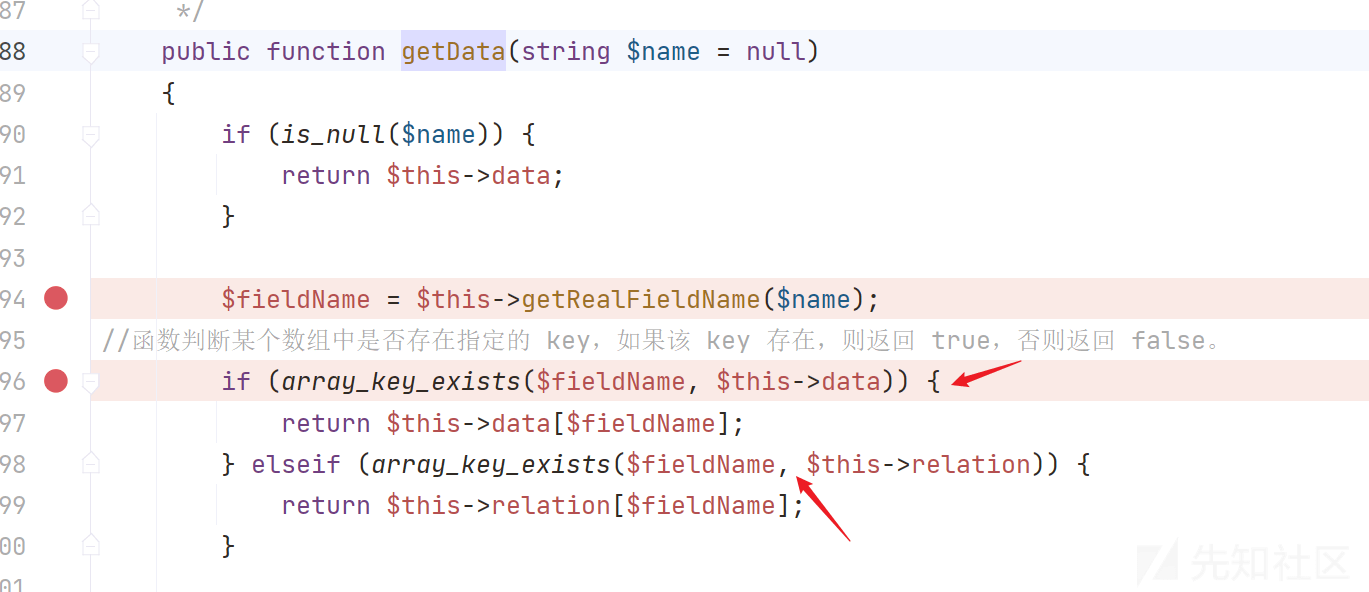 87 */
88 public function getData(string $name = null)
89 {
90 if (is_null($name)) {
91 return $this->data;
92 }
93
94 $fieldName = $this->getRealFieldName($name);
95 //函数判断某个数组中是否存在指定的 key，如果该 key 存在，则返回 true，否则返回 false。
96 if (array_key_exists($fieldName, $this->data)) {
97 return $this->data[$fieldName];
98 } elseif (array_key_exists($fieldName, $this->relation)) {
99 return $this->relation[$fieldName];
00 }
01
先知社区